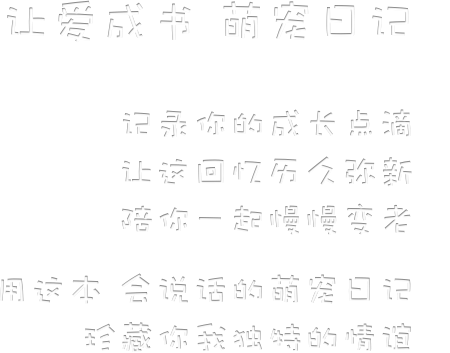 让爱成书 萌宠日记
记录你的成长点滴
让这回忆历久弥新
陪你一起慢慢变老
用这本 会说话的萌宠日记
珍藏你我独特的情谊